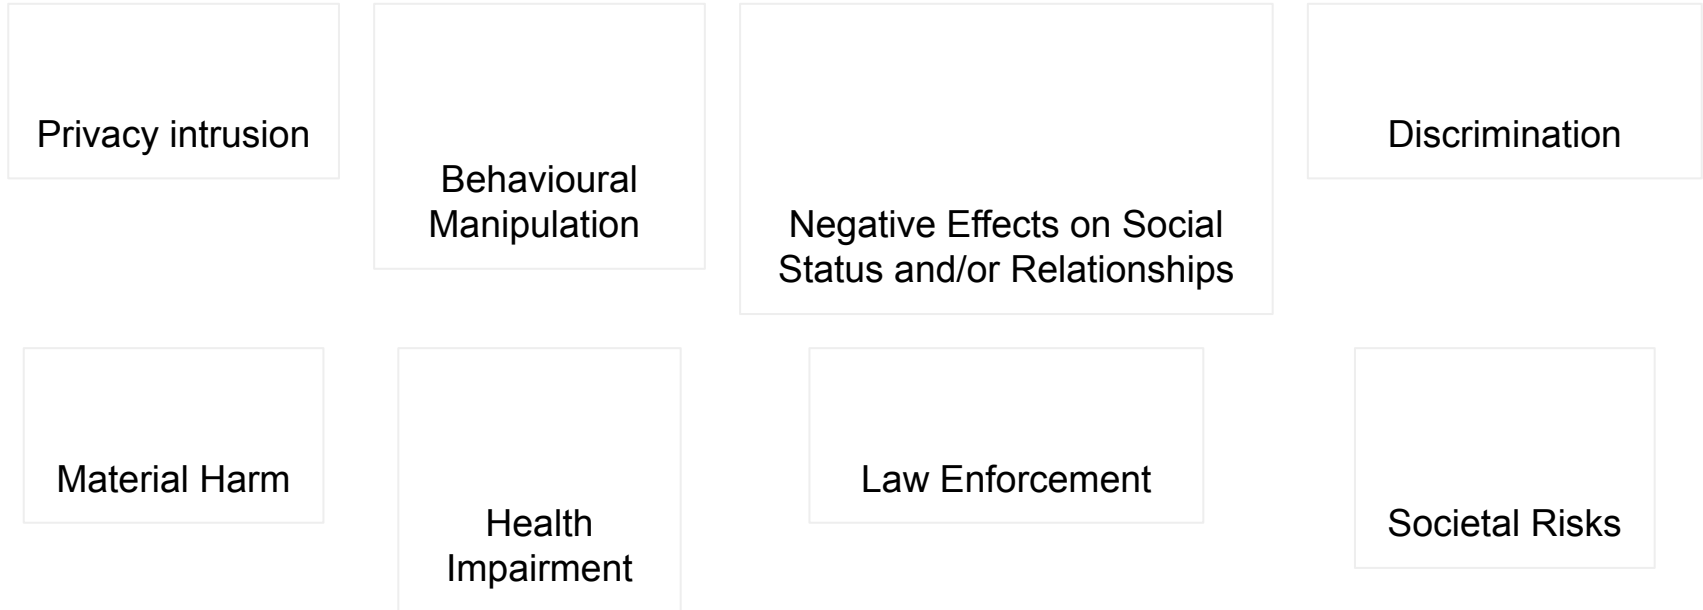 Privacy intrusion
Behavioural
Manipulation
Negative Effects on Social
Status and/or Relationships
Discrimination
Material Harm
Health
Impairment
Law Enforcement
Societal Risks